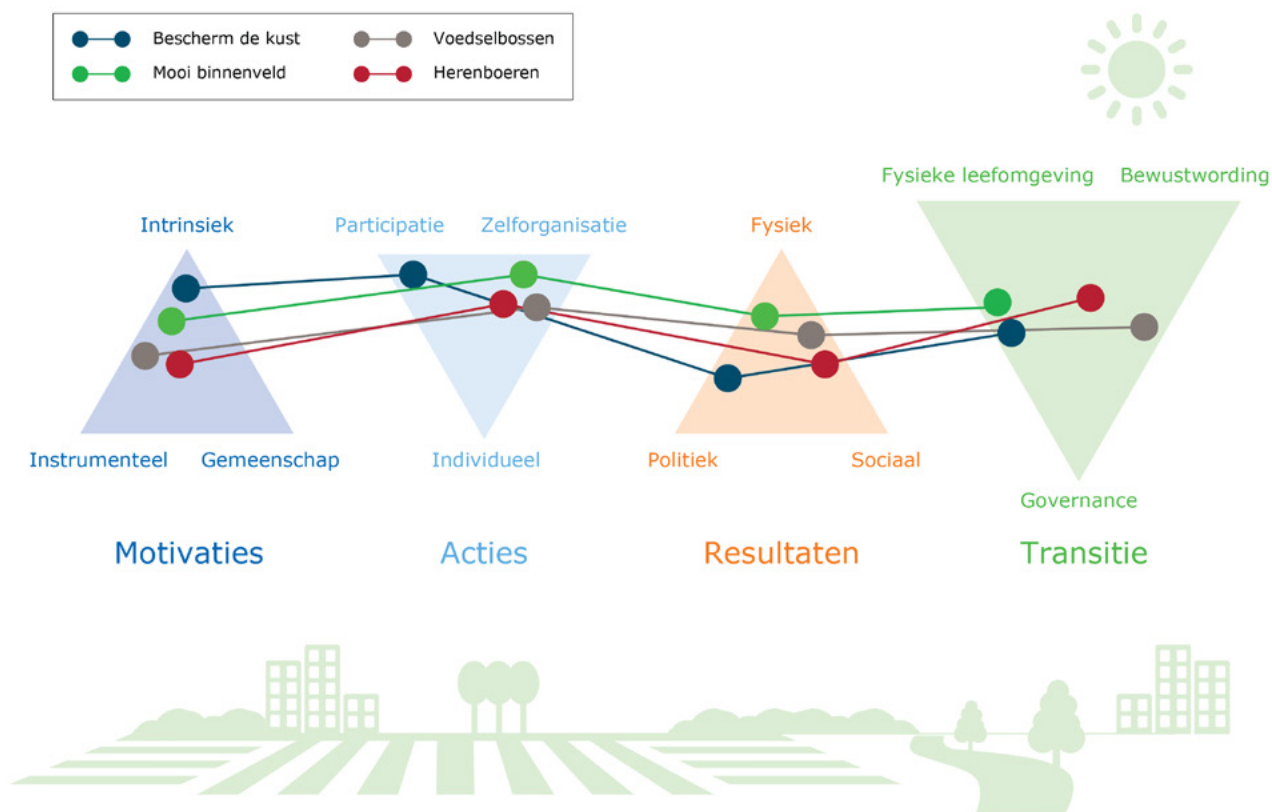 Bescherm de kust
Voedselbossen
Mooi binnenveld
Herenboeren
Fysieke leefomgeving
Bewustwording
Intrinsiek
Participatie
Zelforganisatie
Fysiek
Instrumenteel
Gemeenschap
Individueel
Politiek
Sociaal
Governance
Motivaties
Acties
Resultaten
Transitie